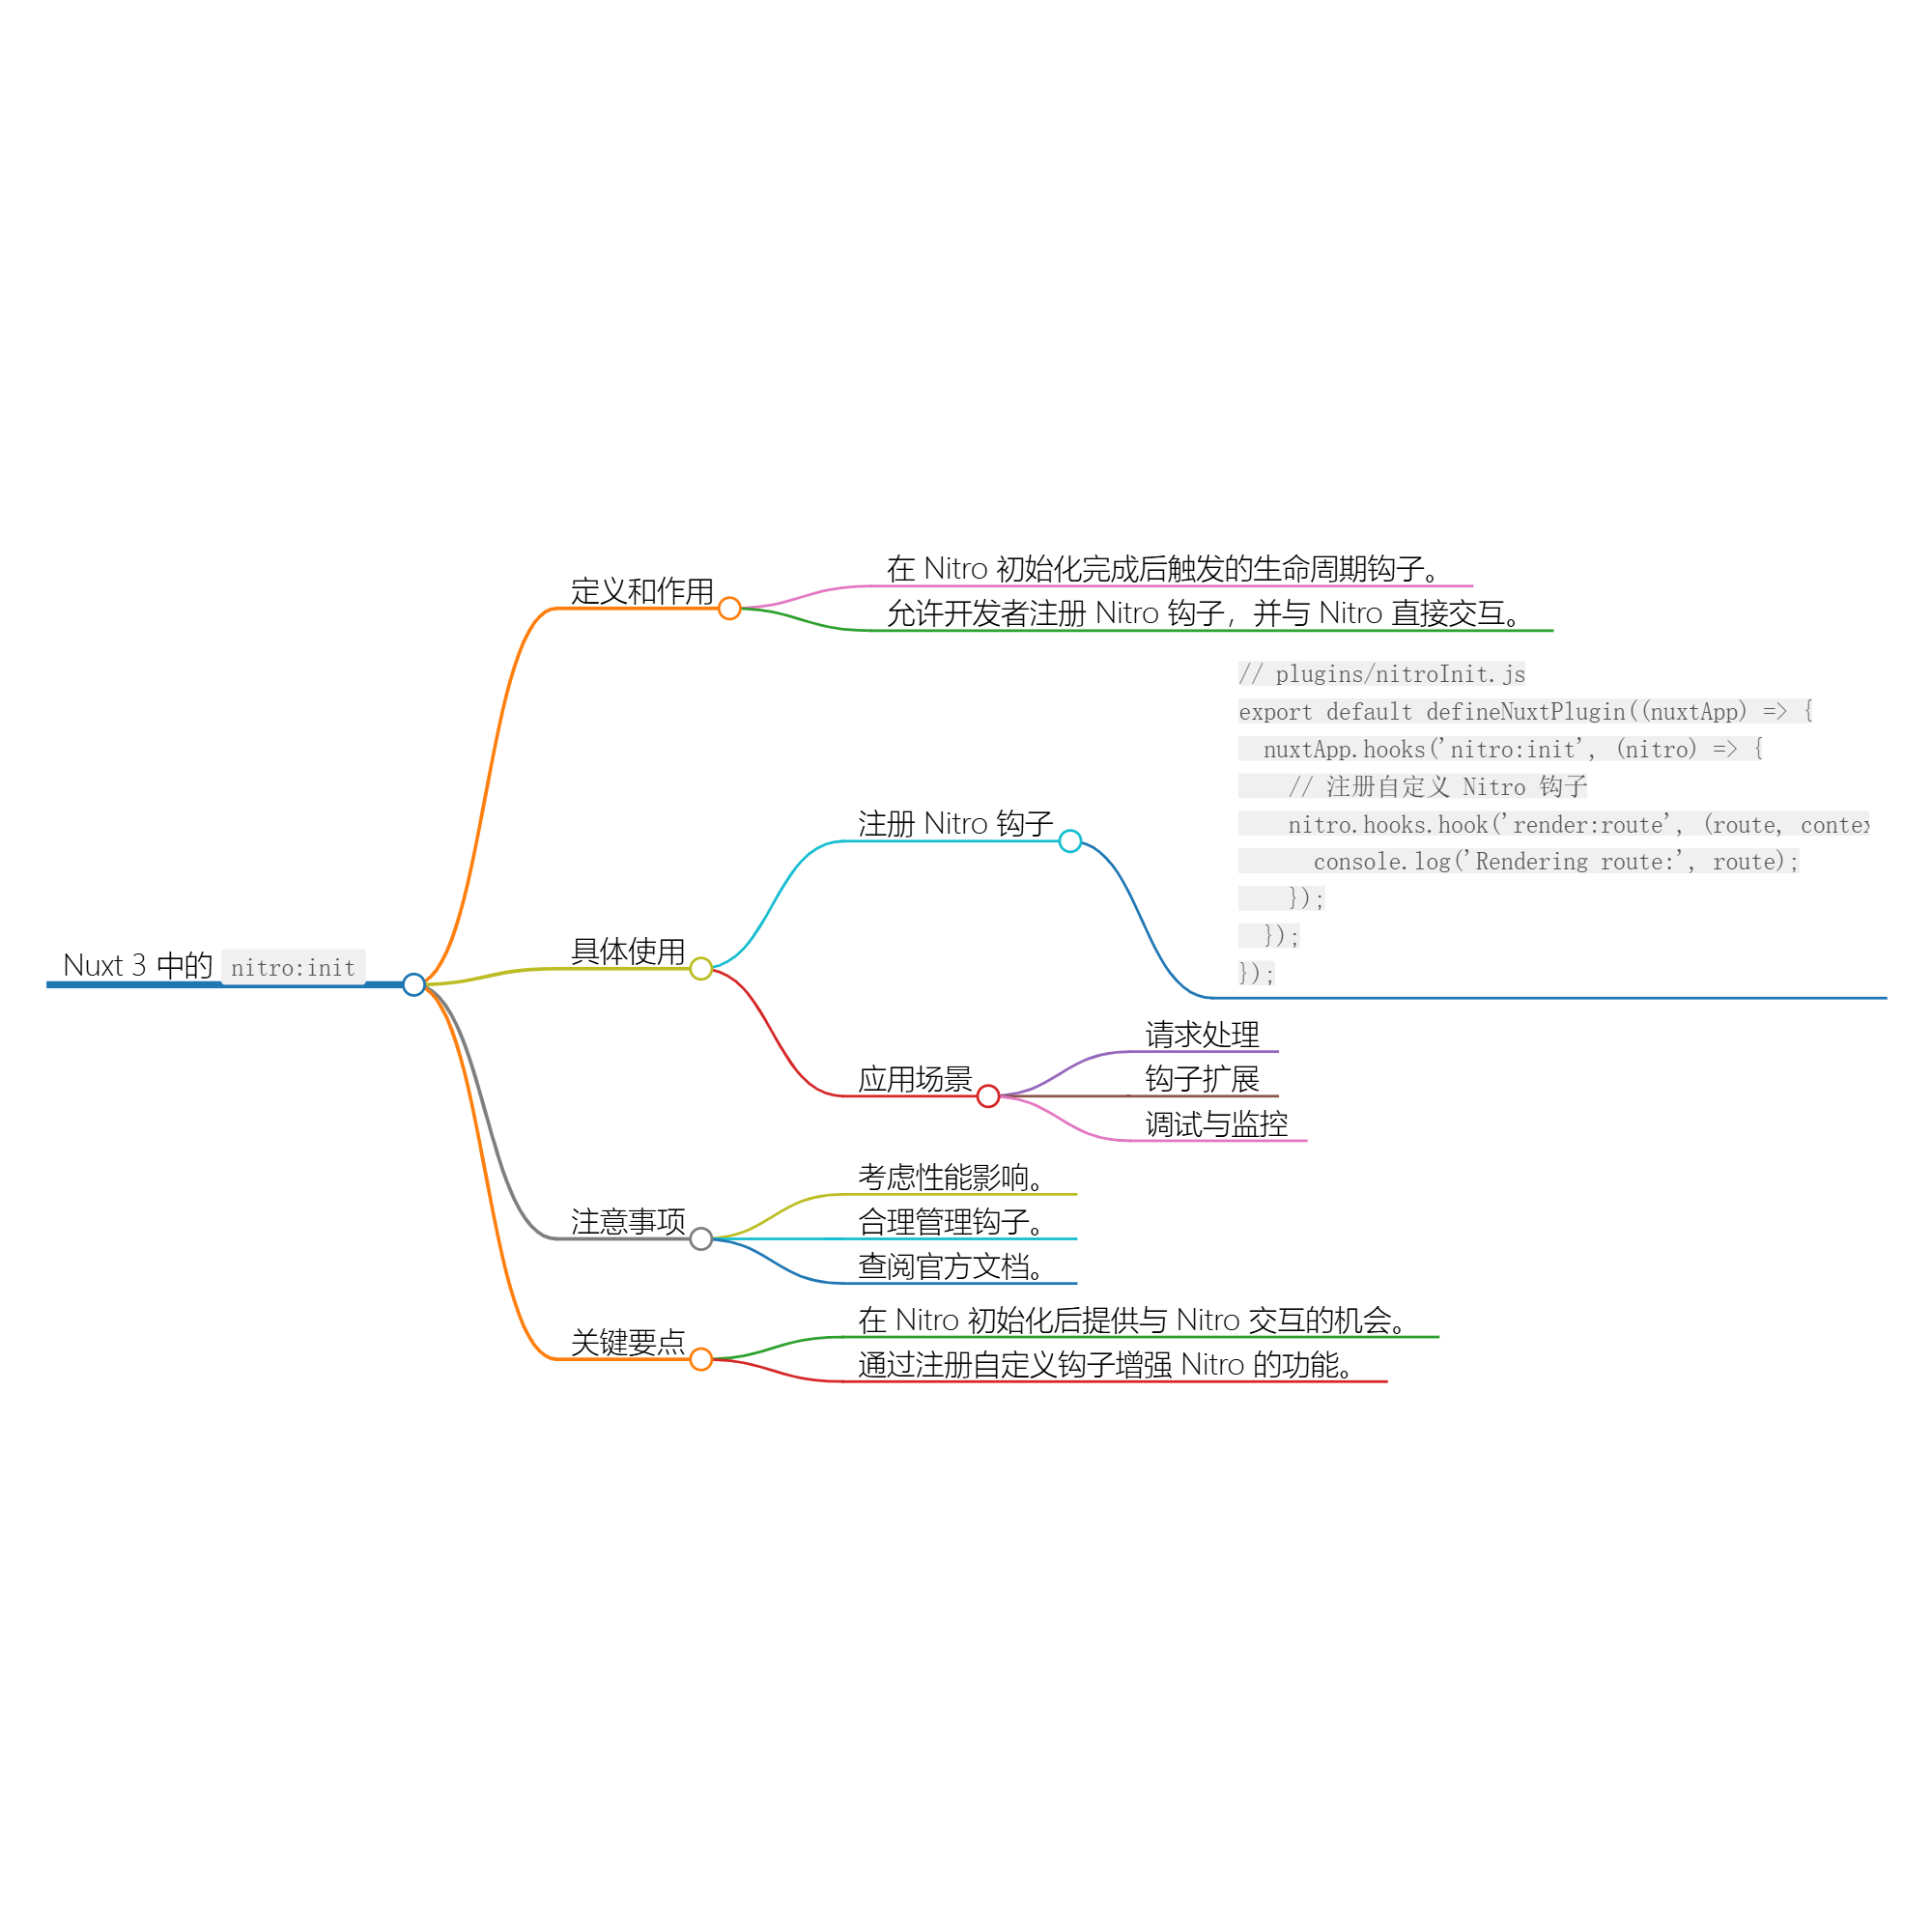 Nuxt 3 中的 nitro:init
定义和作用
在 Nitro 初始化完成后触发的生命周期钩子。
允许开发者注册 Nitro 钩子，并与 Nitro 直接交互。
具体使用
注册 Nitro 钩子
// plugins/nitroInit.js
export default defineNuxtPlugin((nuxtApp) => {
  nuxtApp.hooks('nitro:init', (nitro) => {
    // 注册自定义 Nitro 钩子
    nitro.hooks.hook('render:route', (route,
      console.log('Rendering route:', route);
    });
  });
});
应用场景
请求处理
钩子扩展
调试与监控
注意事项
考虑性能影响。
合理管理钩子。
查阅官方文档。
关键要点
在 Nitro 初始化后提供与 Nitro 交互的机会。
通过注册自定义钩子增强 Nitro 的功能。